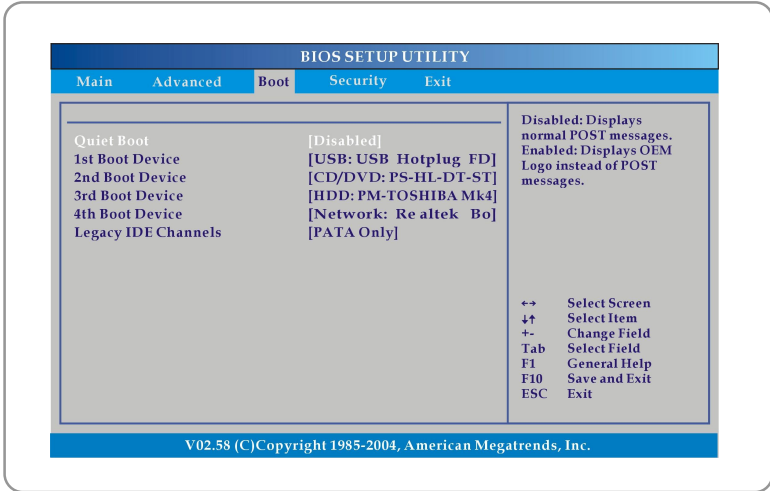 BIOS SETUP UTILITY
Main Advanced Boot Security Exit
Quiet Boot [Disabled]
1st Boot Device [USB: USB Hotplug FD]
2nd Boot Device [CD/DVD: PS-HL-DT-ST]
3rd Boot Device [HDD: PM-TOSHIBA Mk4]
4th Boot Device [Network: Re altek Bo]
Legacy IDE Channels [PATA Only]
Disabled: Displays
normal POST messages.
Enabled: Displays OEM
Logo instead of POST
messages.
←→ Select Screen
↓↑ Select Item
+- Change Field
Tab Select Field
F1 General Help
F10 Save and Exit
ESC Exit
V02.58 (C)Copyright 1985-2004, American Megatrends, Inc.